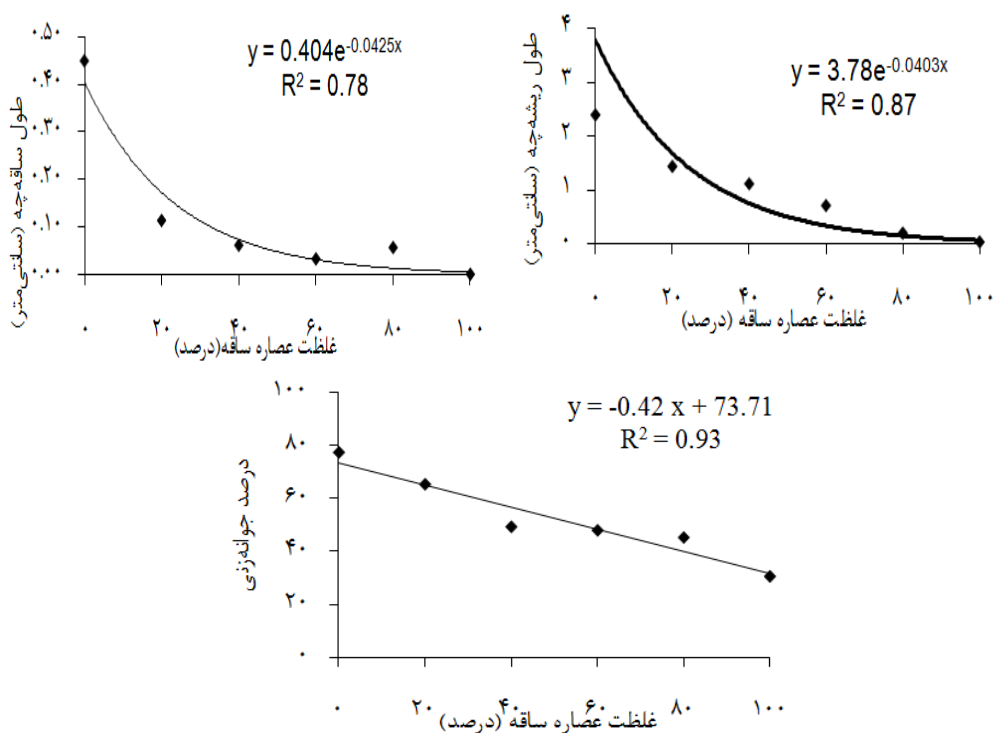 y = 0.404e^-0.0425x
R² = 0.78
طول ساقه‌چه (سانتی‌متر)
۰.۵۰
۰.۴۰
۰.۳۰
۰.۲۰
۰.۱۰
۰.۰۰
۰ ۲۰ ۴۰ ۶۰ ۸۰ ۱۰۰
غلظت عصاره ساقه(درصد)
y = 3.78e^-0.0403x
R² = 0.87
طول ریشه‌چه (سانتی‌متر)
۴
۳
۲
۱
۰
۰ ۲۰ ۴۰ ۶۰ ۸۰ ۱۰۰
غلظت عصاره ساقه (درصد)
y = -0.42 x + 73.71
R² = 0.93
درصد جوانه‌زنی
۱۰۰
۸۰
۶۰
۴۰
۲۰
۰
۰ ۲۰ ۴۰ ۶۰ ۸۰ ۱۰۰
غلظت عصاره ساقه (درصد)